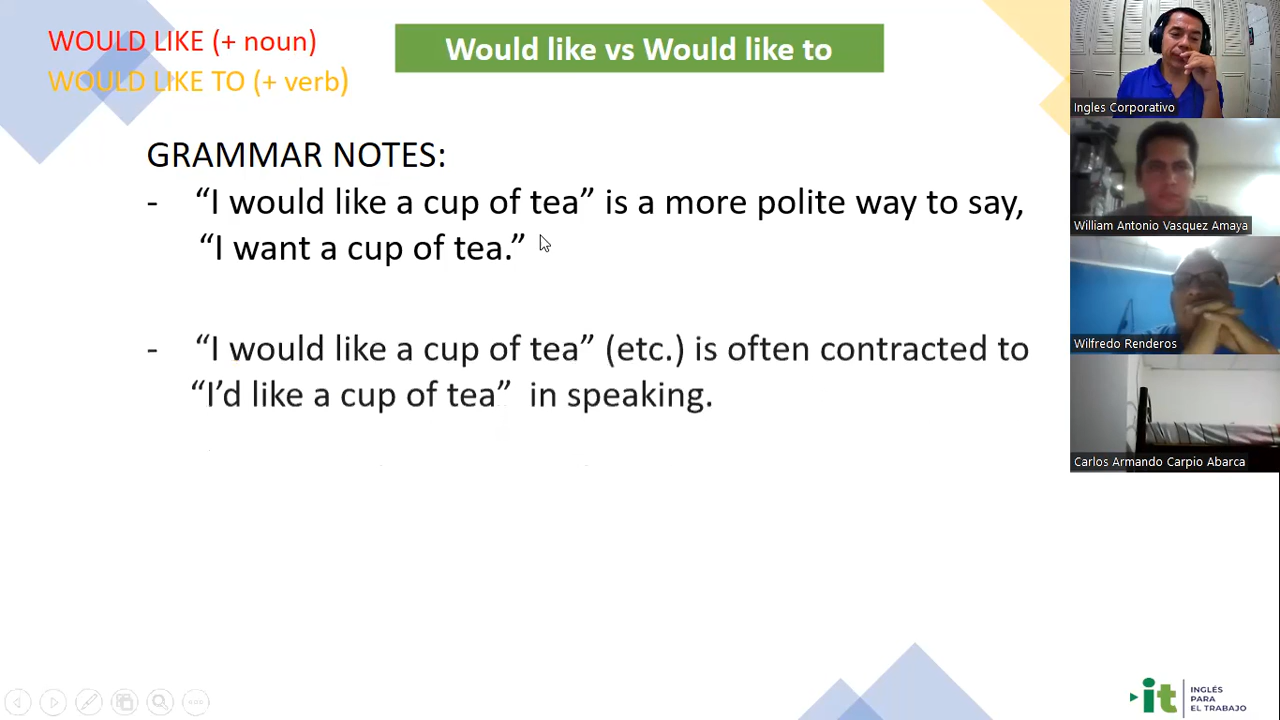 WOULD LIKE (+ noun)
WOULD LIKE TO (+ verb)
Would like vs Would like to
GRAMMAR NOTES:
- “I would like a cup of tea” is a more polite way to say,
“I want a cup of tea.”
- “I would like a cup of tea” (etc.) is often contracted to
“I’d like a cup of tea” in speaking.
Ingles Corporativo
William Antonio Vasquez Amaya
Wilfredo Renderos
Carlos Armando Carpio Abarca
it
INGLÉS
PARA
EL TRABAJO